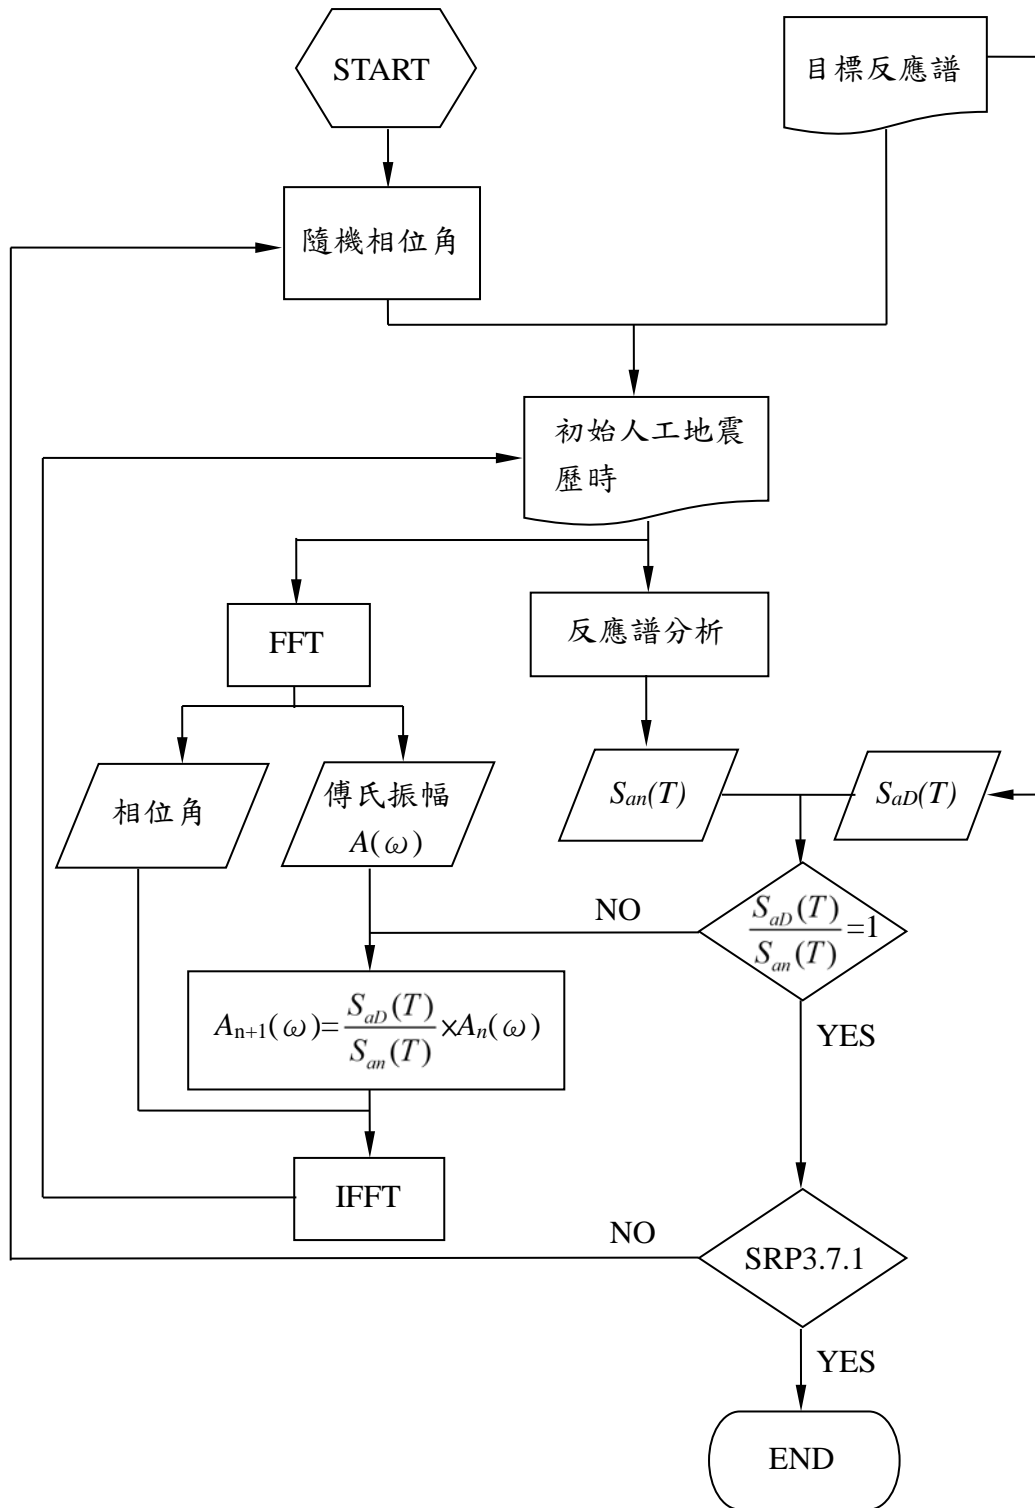 START
目標反應譜
隨機相位角
初始人工地震
歷時
FFT
反應譜分析
相位角
傅氏振幅
A(ω)
San(T)
SaD(T)
NO
SaD(T)/San(T)=1
An+1(ω)=SaD(T)/San(T)×An(ω)
YES
IFFT
NO
SRP3.7.1
YES
END